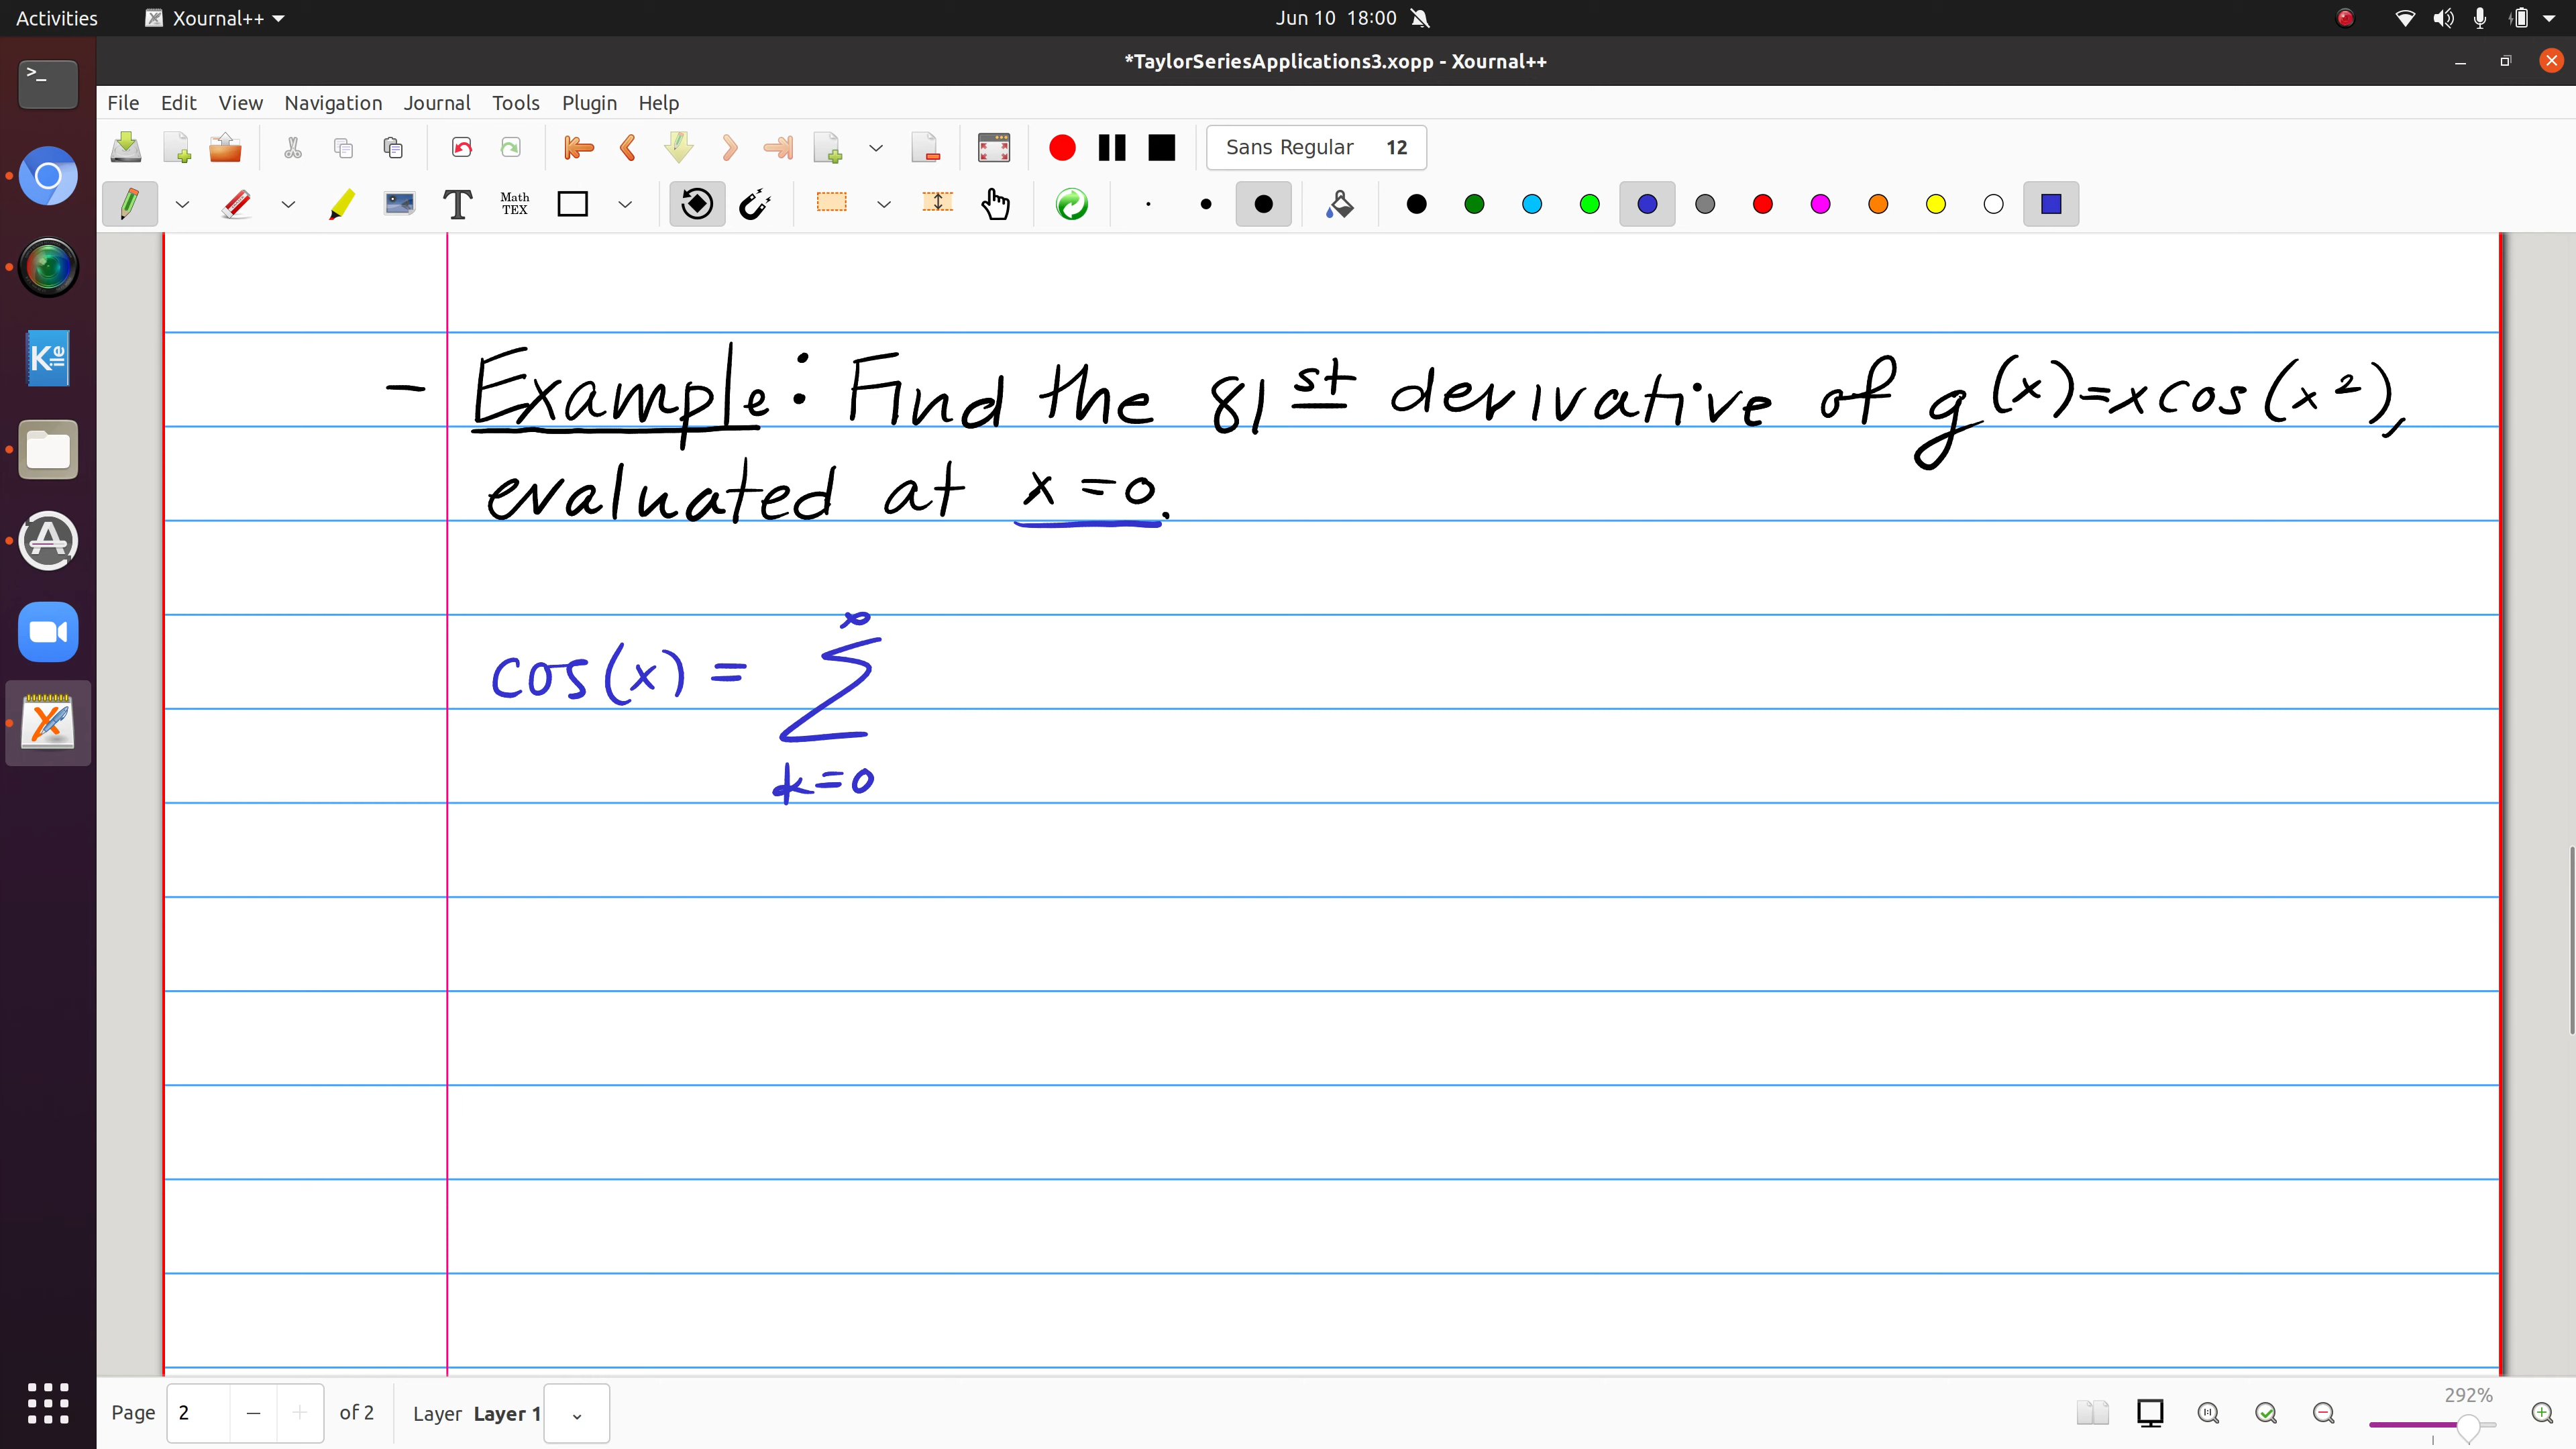 Activities Xournal++ Jun 10 18:00
*TaylorSeriesApplications3.xopp - Xournal++
File Edit View Navigation Journal Tools Plugin Help
Sans Regular 12
T Math TEX
Kile
- Example: Find the 81st derivative of g(x)=xcos(x²),
evaluated at x=0.
∞
cos(x) = ∑
k=0
Page 2 of 2 Layer Layer 1 292%